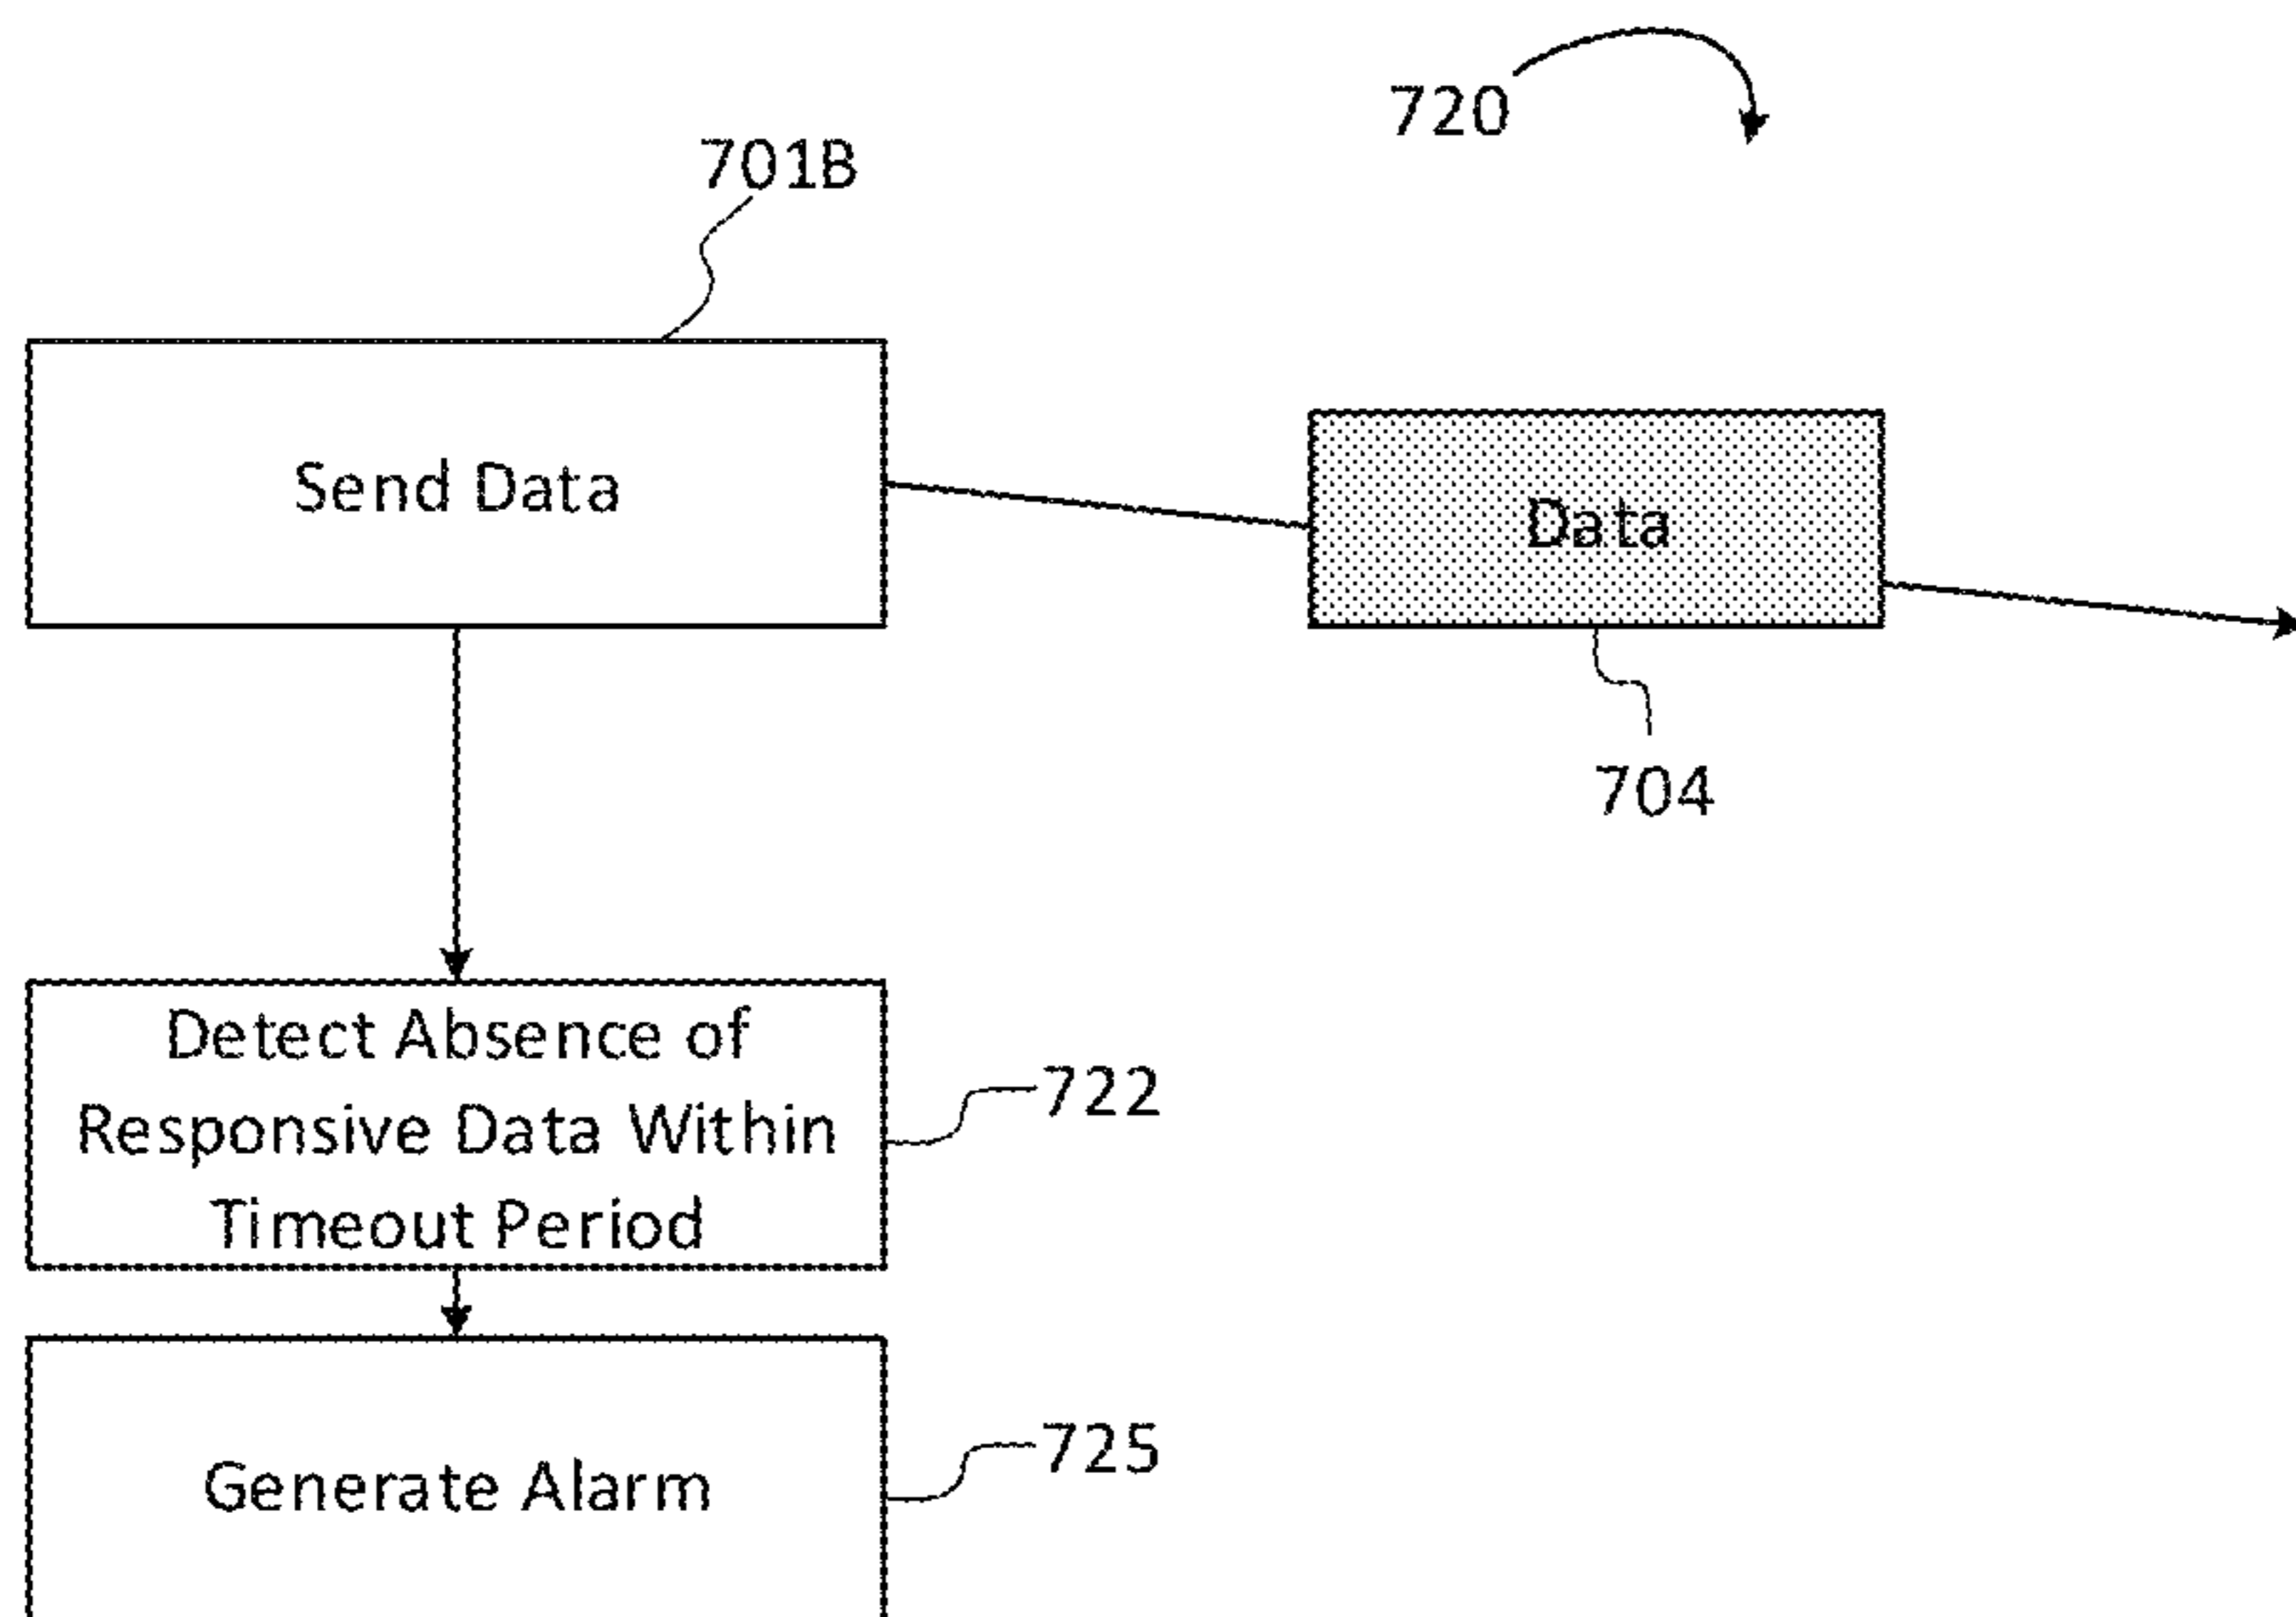 720
701B
Send Data
Data
704
Detect Absence of
Responsive Data Within
Timeout Period
722
Generate Alarm
725